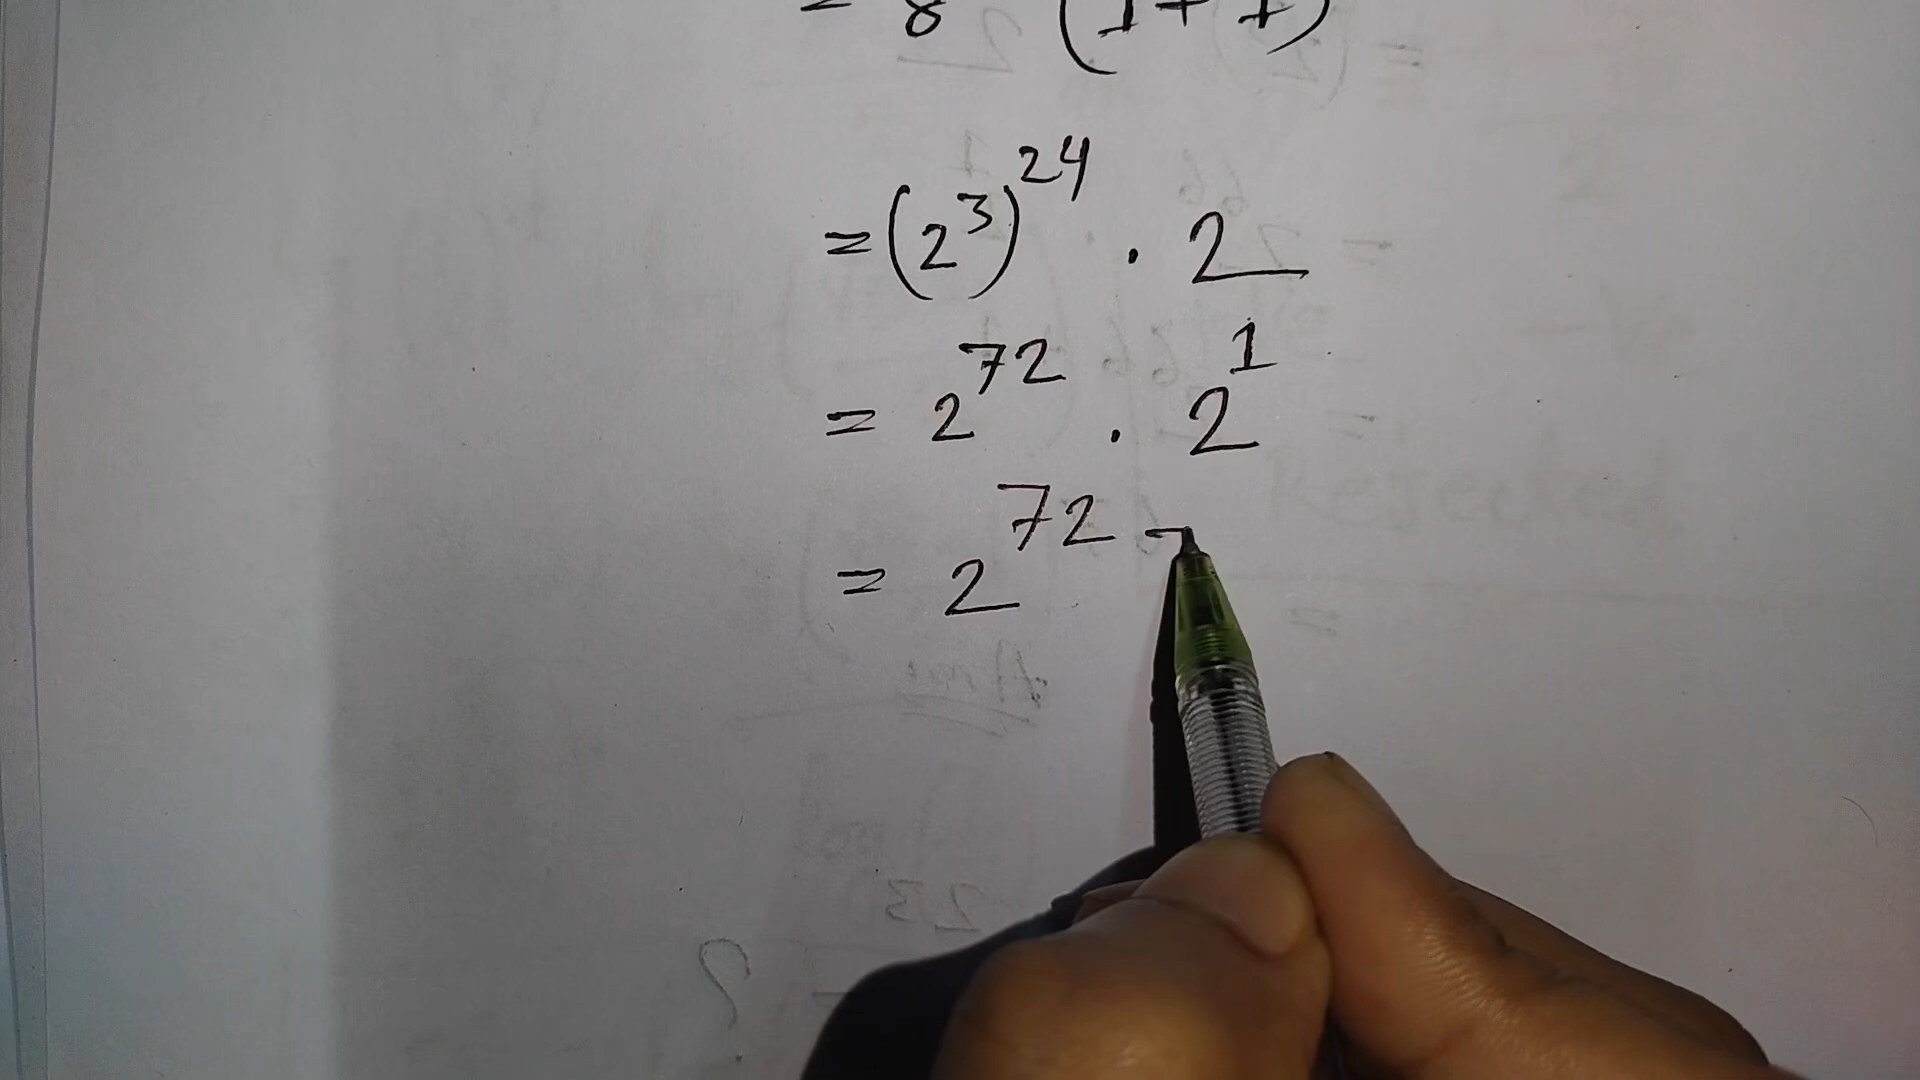 = 8 (1+1)
= (2³)²⁴ · 2
= 2⁷² · 2¹
= 2⁷² -